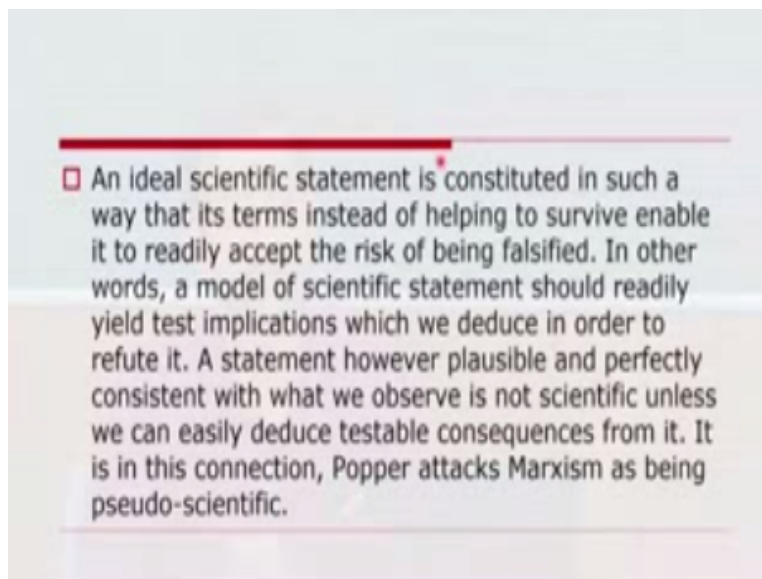 An ideal scientific statement is constituted in such a
way that its terms instead of helping to survive enable
it to readily accept the risk of being falsified. In other
words, a model of scientific statement should readily
yield test implications which we deduce in order to
refute it. A statement however plausible and perfectly
consistent with what we observe is not scientific unless
we can easily deduce testable consequences from it. It
is in this connection, Popper attacks Marxism as being
pseudo-scientific.